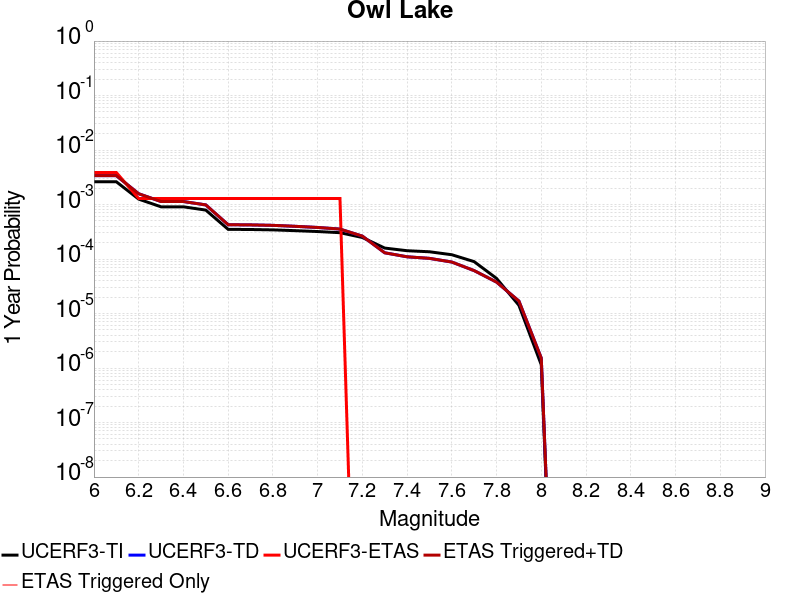 Owl Lake
10^0
10^-1
10^-2
10^-3
10^-4
10^-5
10^-6
10^-7
10^-8
1 Year Probability
6 6.2 6.4 6.6 6.8 7 7.2 7.4 7.6 7.8 8 8.2 8.4 8.6 8.8 9
Magnitude
UCERF3-TI UCERF3-TD UCERF3-ETAS ETAS Triggered+TD
ETAS Triggered Only